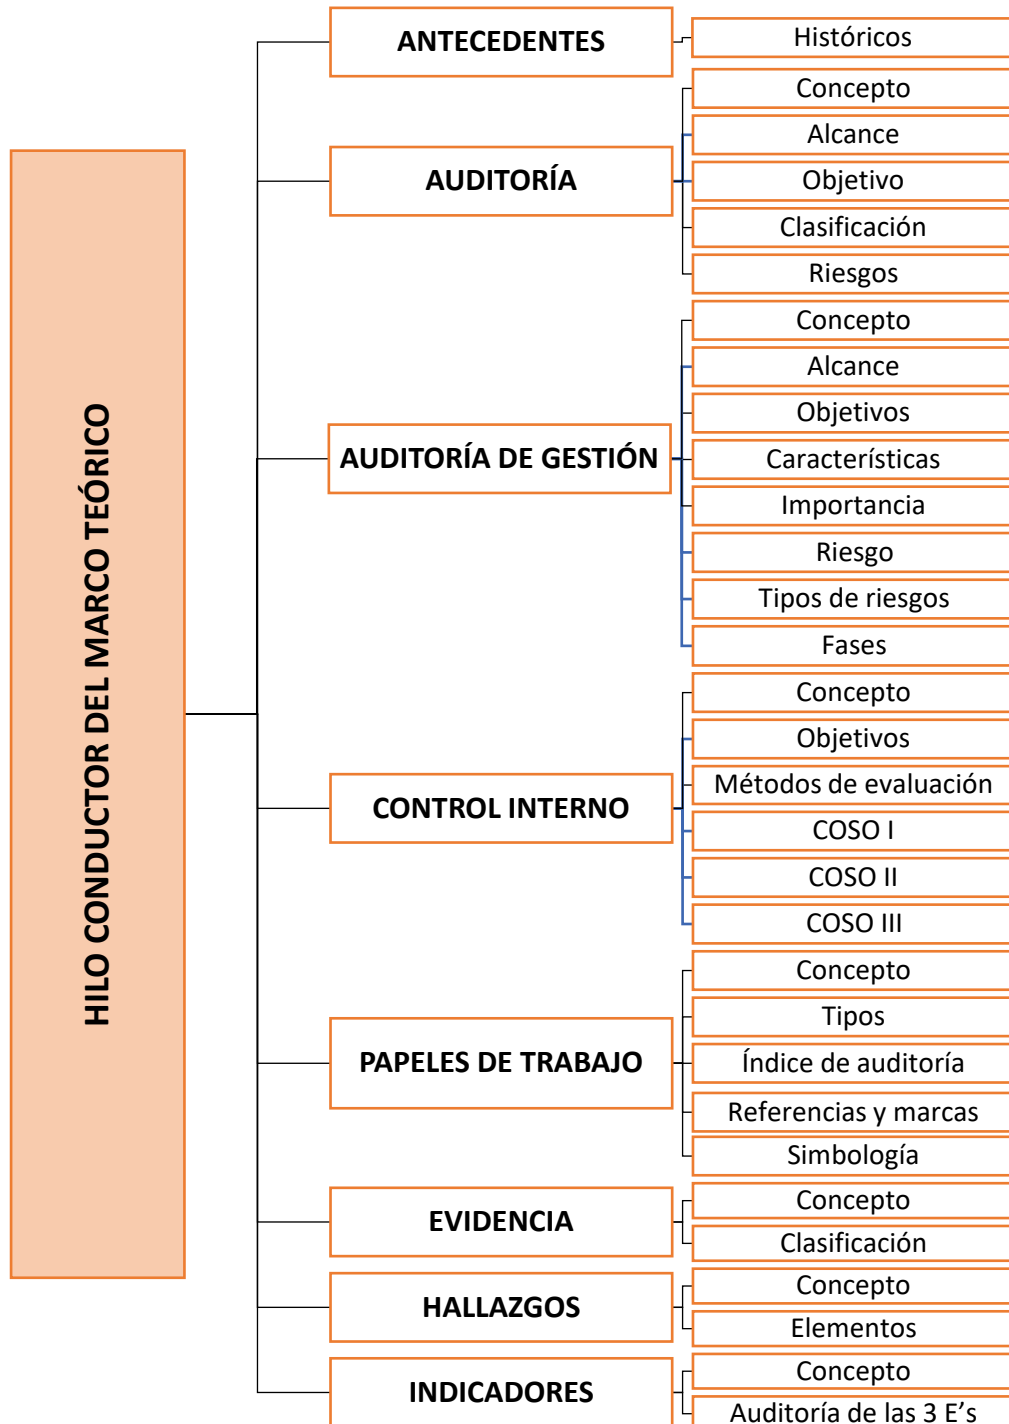 HILO CONDUCTOR DEL MARCO TEÓRICO
ANTECEDENTES
Históricos
AUDITORÍA
Concepto
Alcance
Objetivo
Clasificación
Riesgos
AUDITORÍA DE GESTIÓN
Concepto
Alcance
Objetivos
Características
Importancia
Riesgo
Tipos de riesgos
Fases
CONTROL INTERNO
Concepto
Objetivos
Métodos de evaluación
COSO I
COSO II
COSO III
PAPELES DE TRABAJO
Concepto
Tipos
Índice de auditoría
Referencias y marcas
Simbología
EVIDENCIA
Concepto
Clasificación
HALLAZGOS
Concepto
Elementos
INDICADORES
Concepto
Auditoría de las 3 E’s